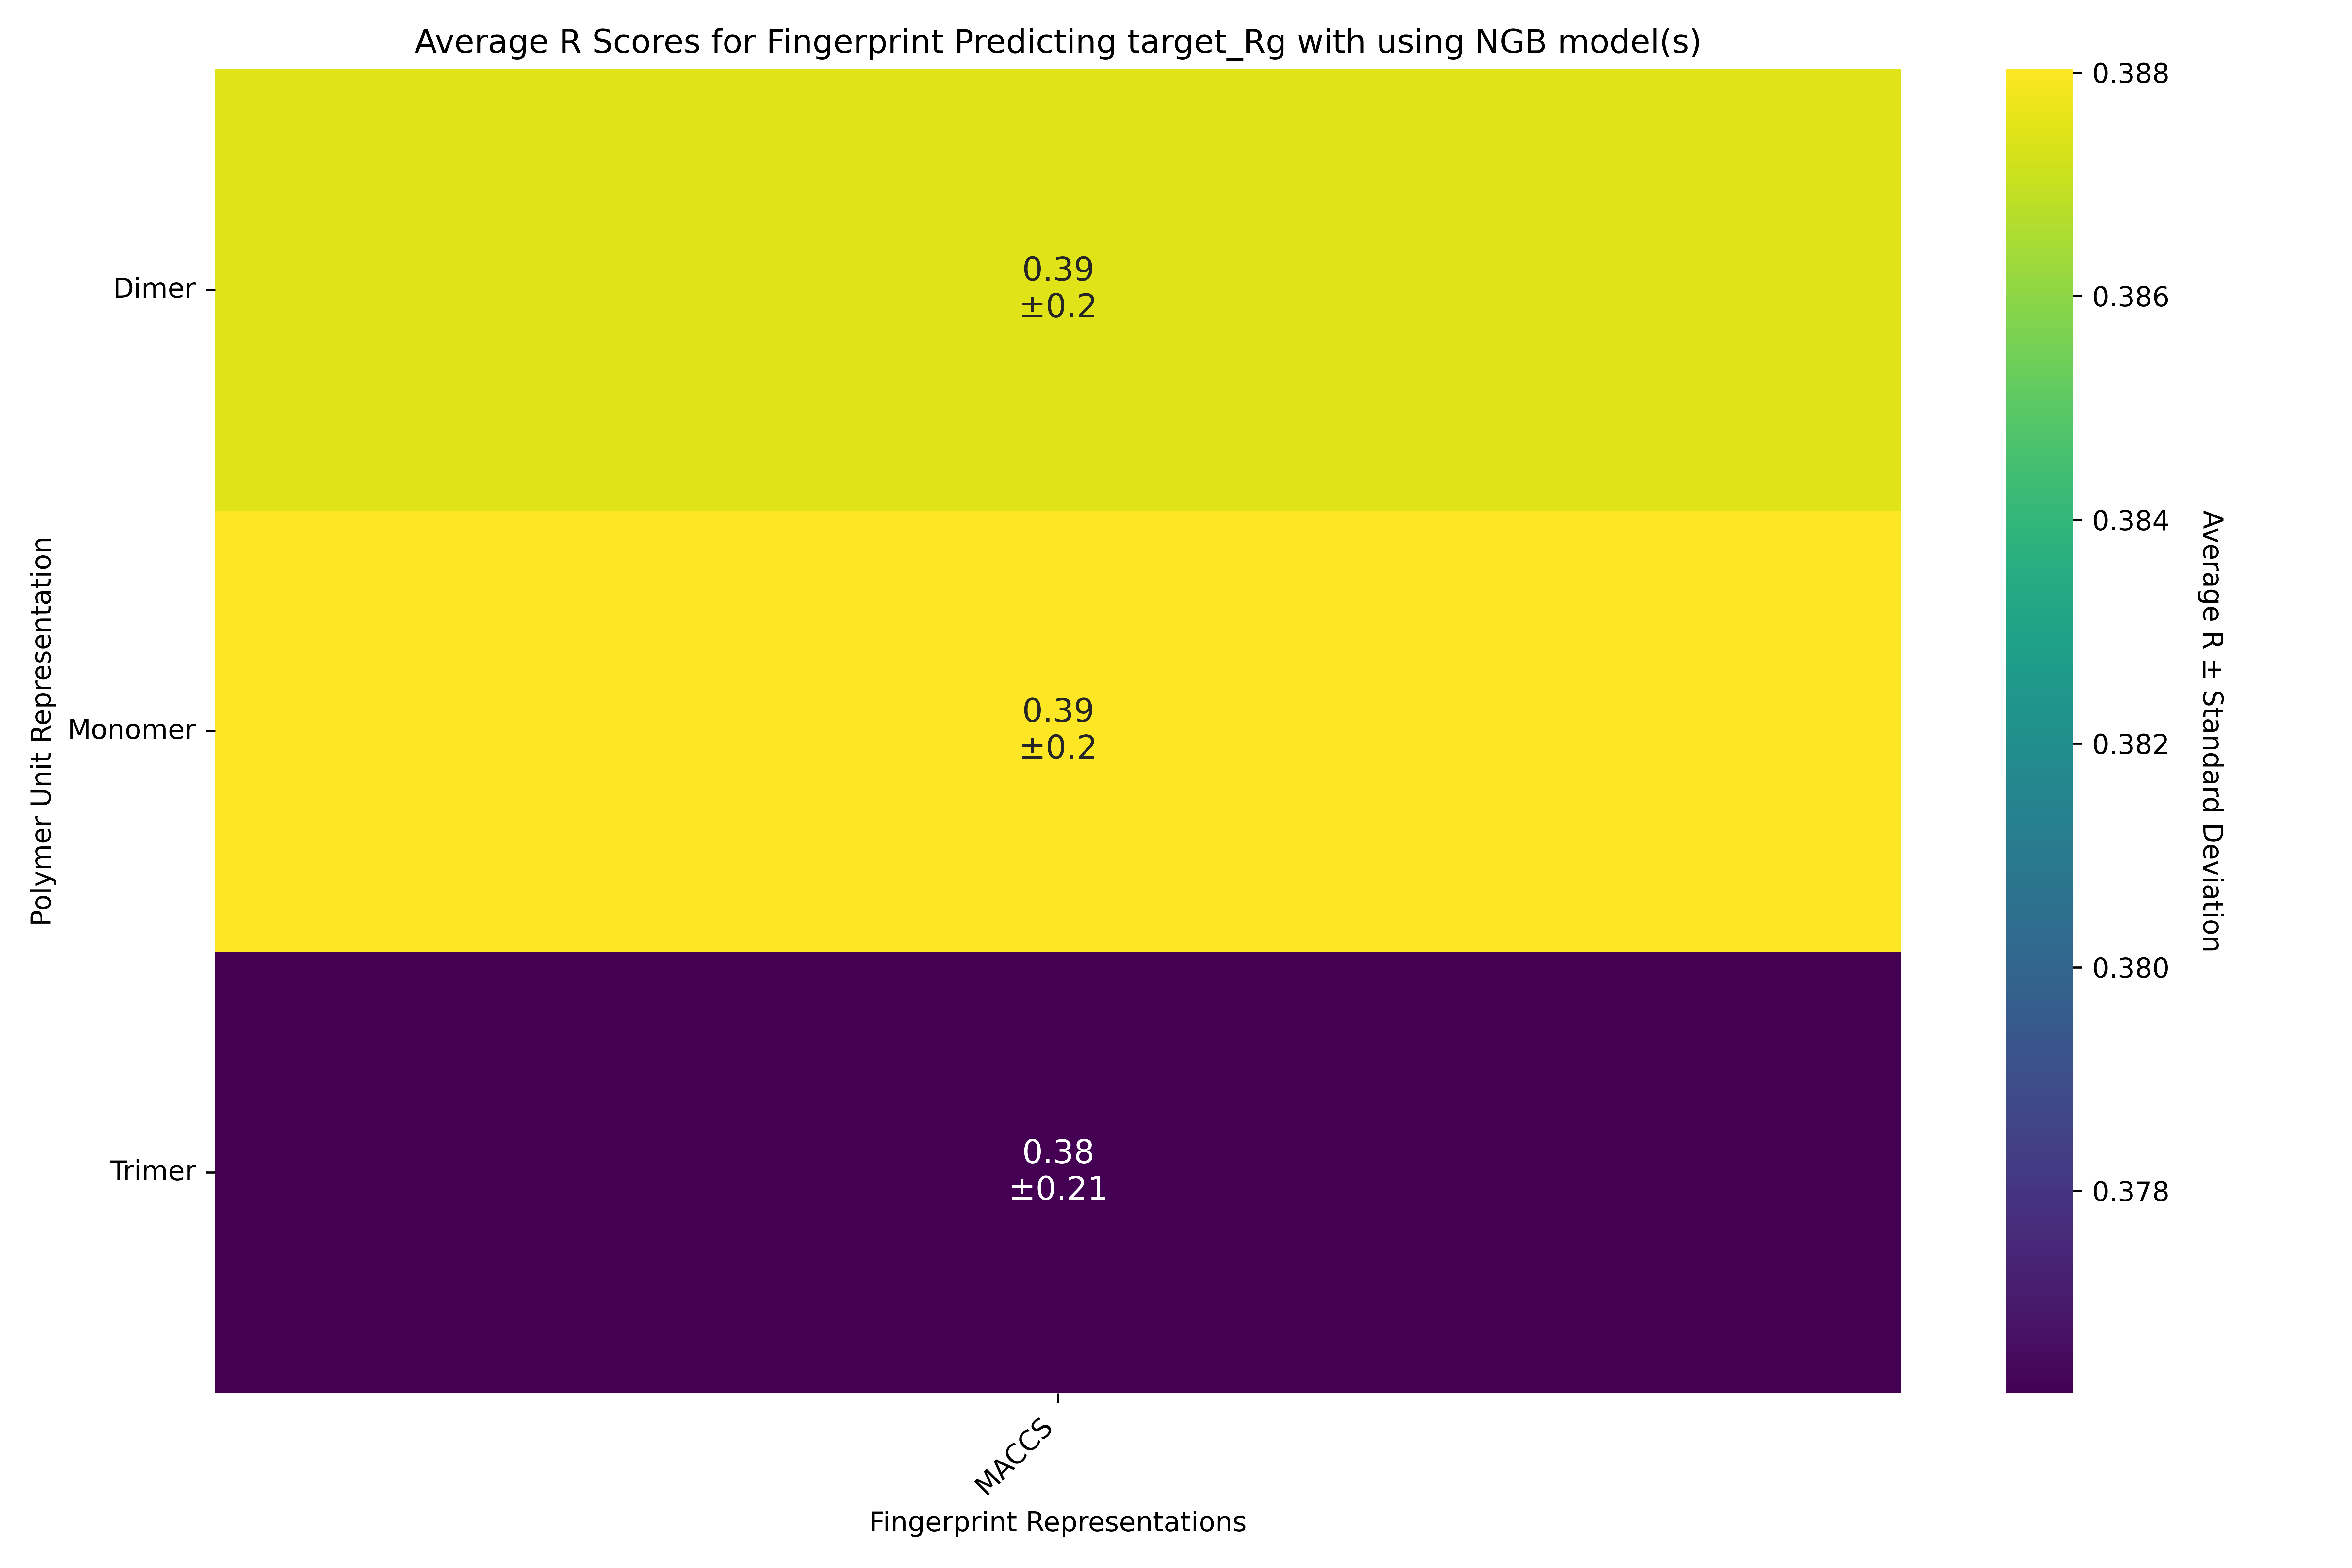 Average R Scores for Fingerprint Predicting target_Rg with using NGB model(s)
Polymer Unit Representation
Dimer
Monomer
Trimer
0.39
±0.2
0.39
±0.2
0.38
±0.21
MACCS
Fingerprint Representations
0.388
0.386
0.384
0.382
0.380
0.378
Average R ± Standard Deviation